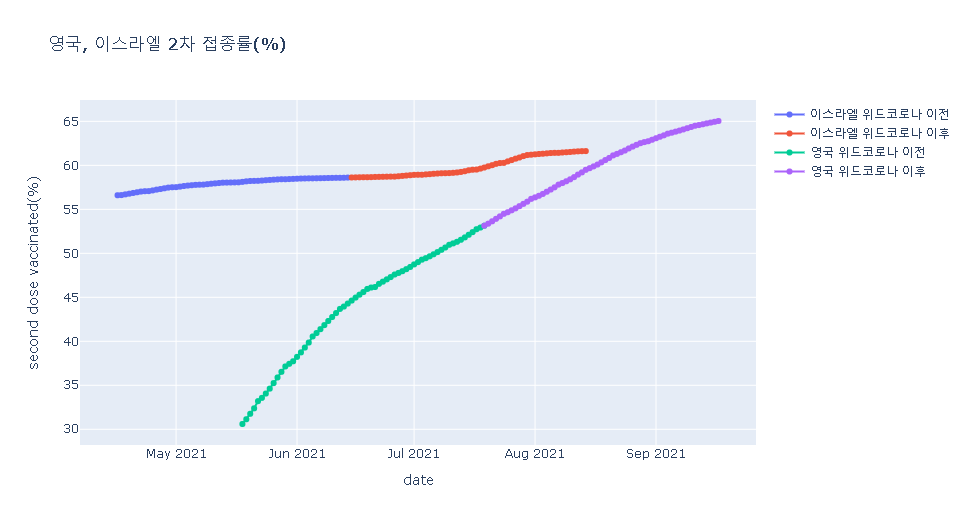 영국, 이스라엘 2차 접종률(%)
이스라엘 위드코로나 이전
이스라엘 위드코로나 이후
영국 위드코로나 이전
영국 위드코로나 이후
second dose vaccinated(%)
65
60
55
50
45
40
35
30
May 2021 Jun 2021 Jul 2021 Aug 2021 Sep 2021
date